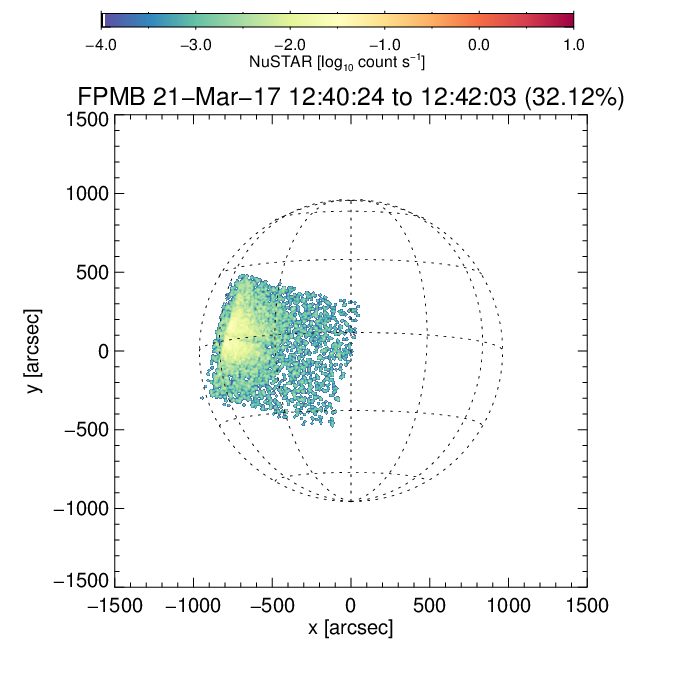 −4.0 −3.0 −2.0 −1.0 0.0 1.0
NuSTAR [log₁₀ count s⁻¹]
FPMB 21−Mar−17 12:40:24 to 12:42:03 (32.12%)
1500
1000
500
0
−500
−1000
−1500
y [arcsec]
−1500 −1000 −500 0 500 1000 1500
x [arcsec]